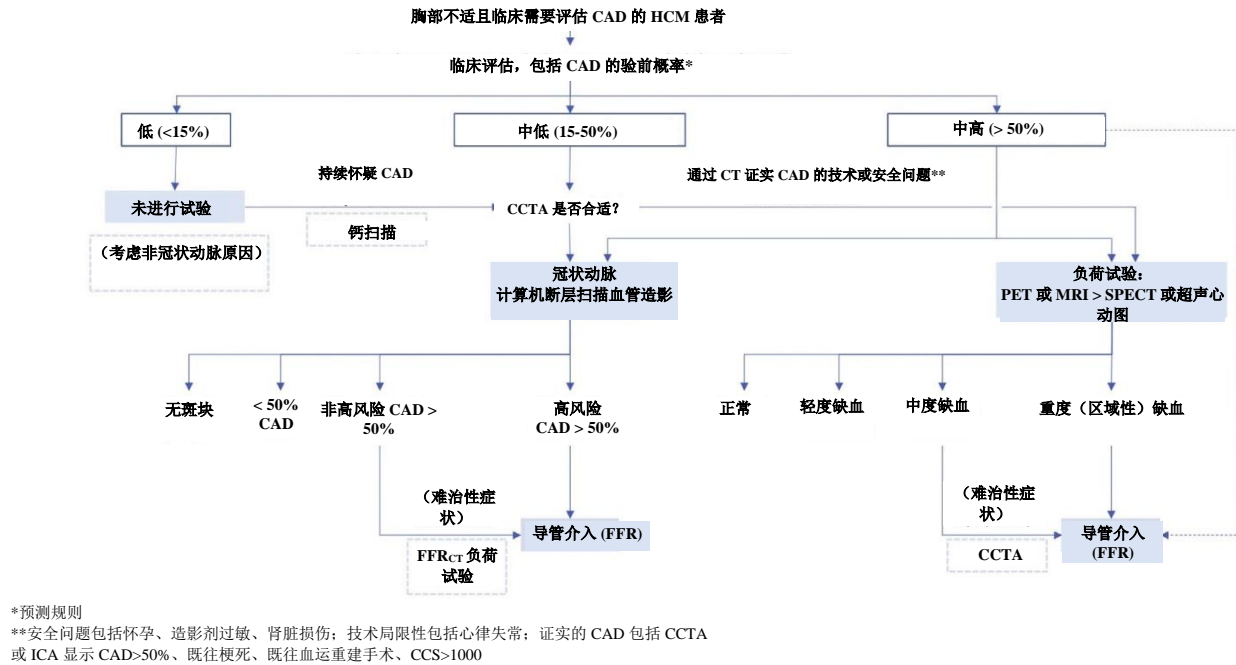 胸部不适且临床需要评估 CAD 的 HCM 患者
临床评估，包括 CAD 的验前概率*
低 (<15%)
中低 (15-50%)
中高 (> 50%)
持续怀疑 CAD
通过 CT 证实 CAD 的技术或安全问题**
未进行试验
CCTA 是否合适？
钙扫描
（考虑非冠状动脉原因）
冠状动脉
计算机断层扫描血管造影
负荷试验：
PET 或 MRI > SPECT 或超声心
动图
无斑块
< 50%
CAD
非高风险 CAD >
50%
高风险
CAD > 50%
正常
轻度缺血
中度缺血
重度（区域性）缺血
（难治性症
状）
导管介入 (FFR)
FFRCT 负荷
试验
（难治性症
状）
导管介入
(FFR)
CCTA
*预测规则
**安全问题包括怀孕、造影剂过敏、肾脏损伤；技术局限性包括心律失常；证实的 CAD 包括 CCTA
或 ICA 显示 CAD>50%、既往梗死、既往血运重建手术、CCS>1000